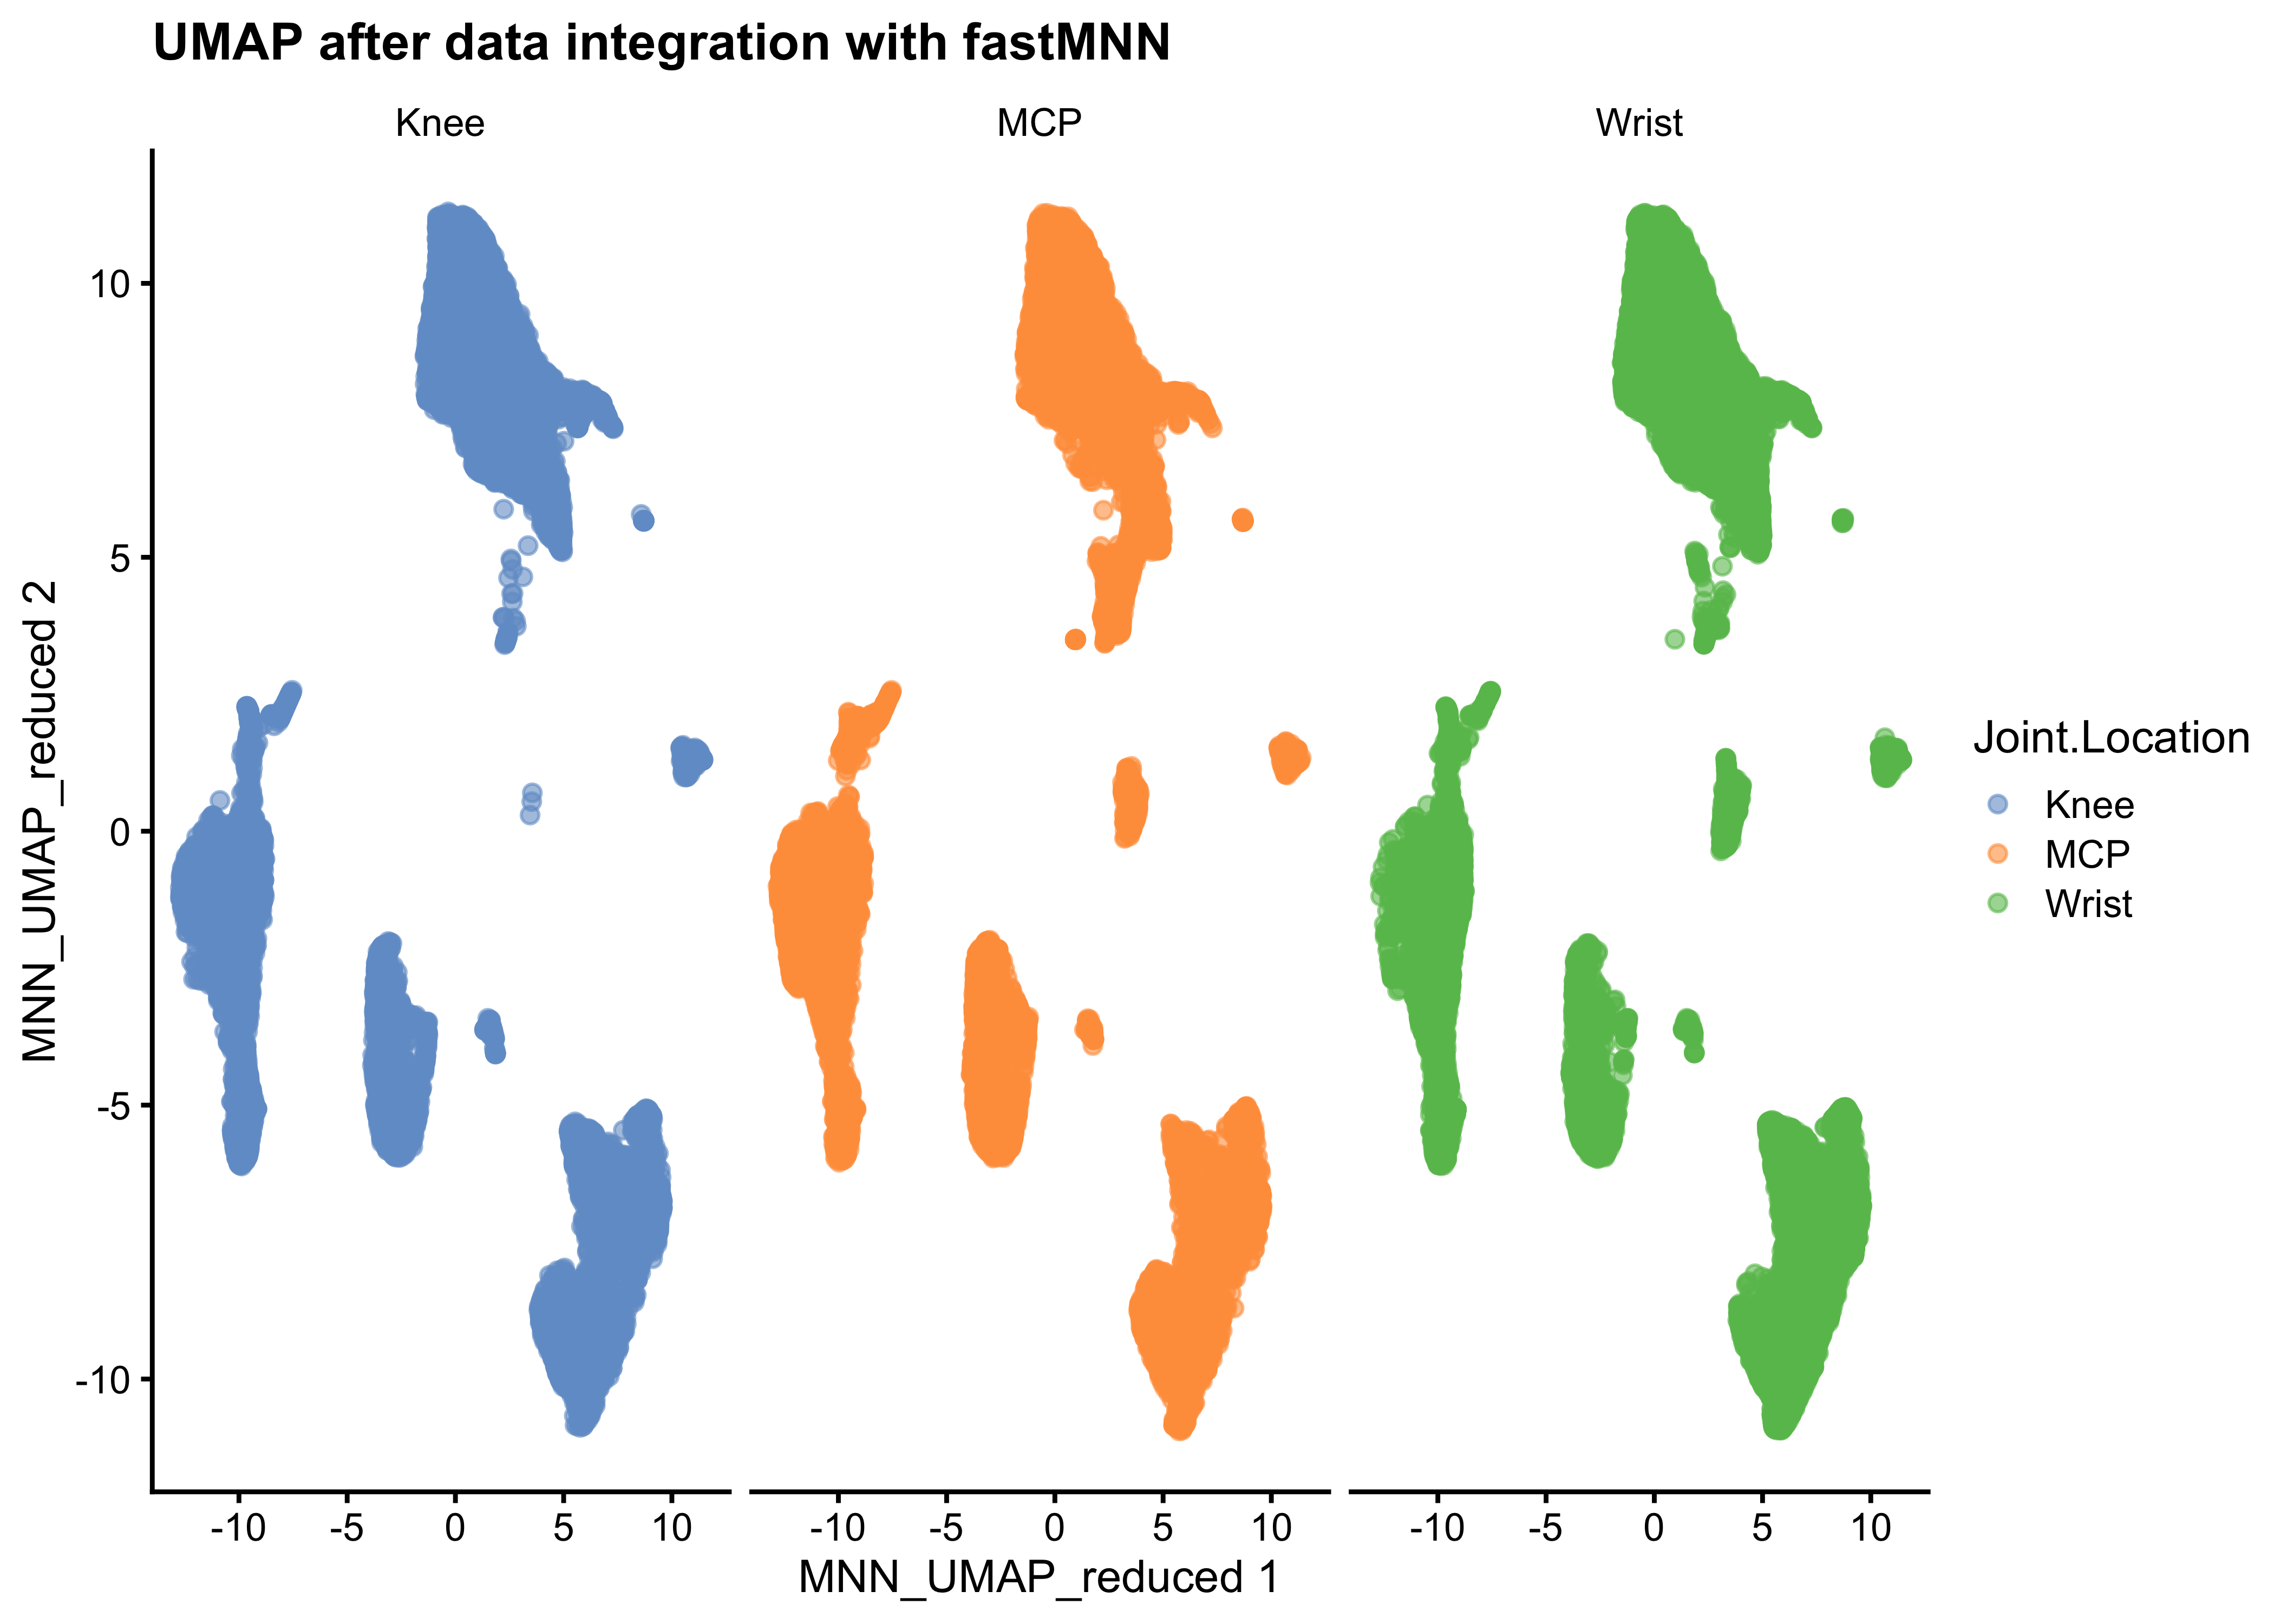 UMAP after data integration with fastMNN
Knee
MCP
Wrist
MNN_UMAP_reduced 2
10
5
0
-5
-10
-10 -5 0 5 10
-10 -5 0 5 10
-10 -5 0 5 10
MNN_UMAP_reduced 1
Joint.Location
Knee
MCP
Wrist